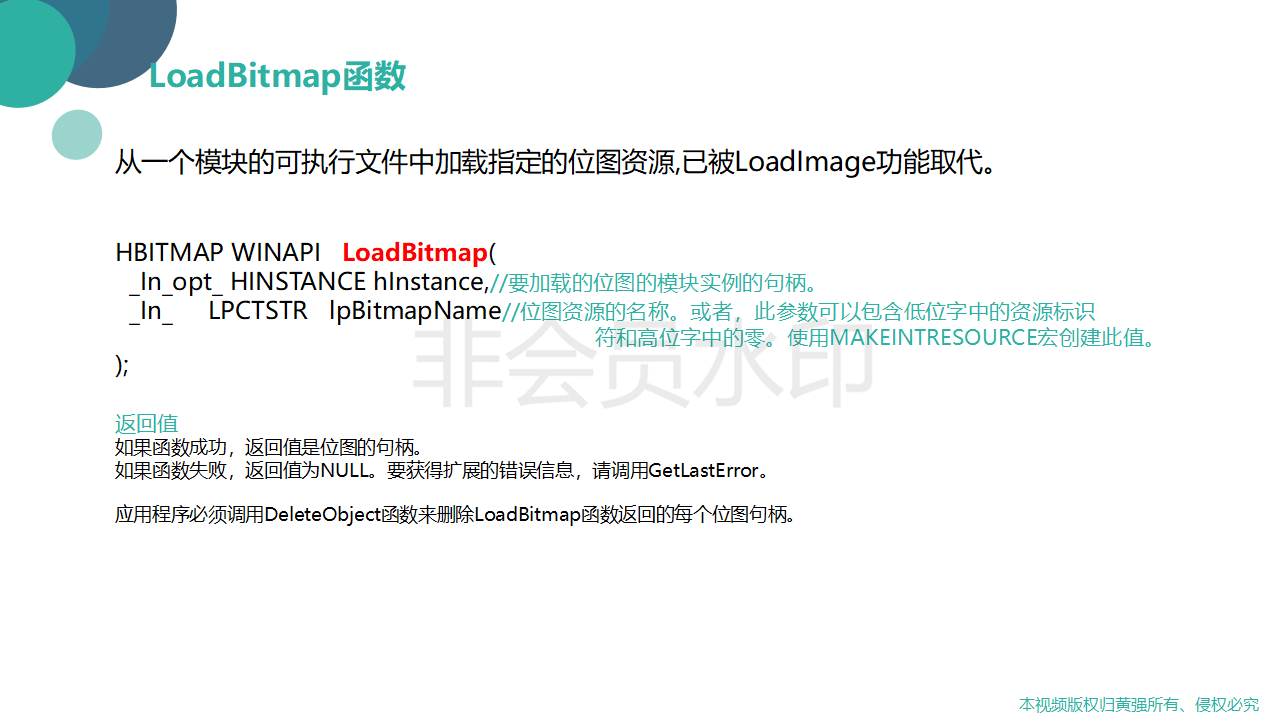 LoadBitmap函数
从一个模块的可执行文件中加载指定的位图资源,已被LoadImage功能取代。
HBITMAP WINAPI LoadBitmap(
_In_opt_ HINSTANCE hInstance,//要加载的位图的模块实例的句柄。
_In_ LPCTSTR lpBitmapName//位图资源的名称。或者，此参数可以包含低位字中的资源标识
符和高位字中的零。使用MAKEINTRESOURCE宏创建此值。
);
非会员水印
返回值
如果函数成功，返回值是位图的句柄。
如果函数失败，返回值为NULL。要获得扩展的错误信息，请调用GetLastError。
应用程序必须调用DeleteObject函数来删除LoadBitmap函数返回的每个位图句柄。
本视频版权归黄强所有、侵权必究